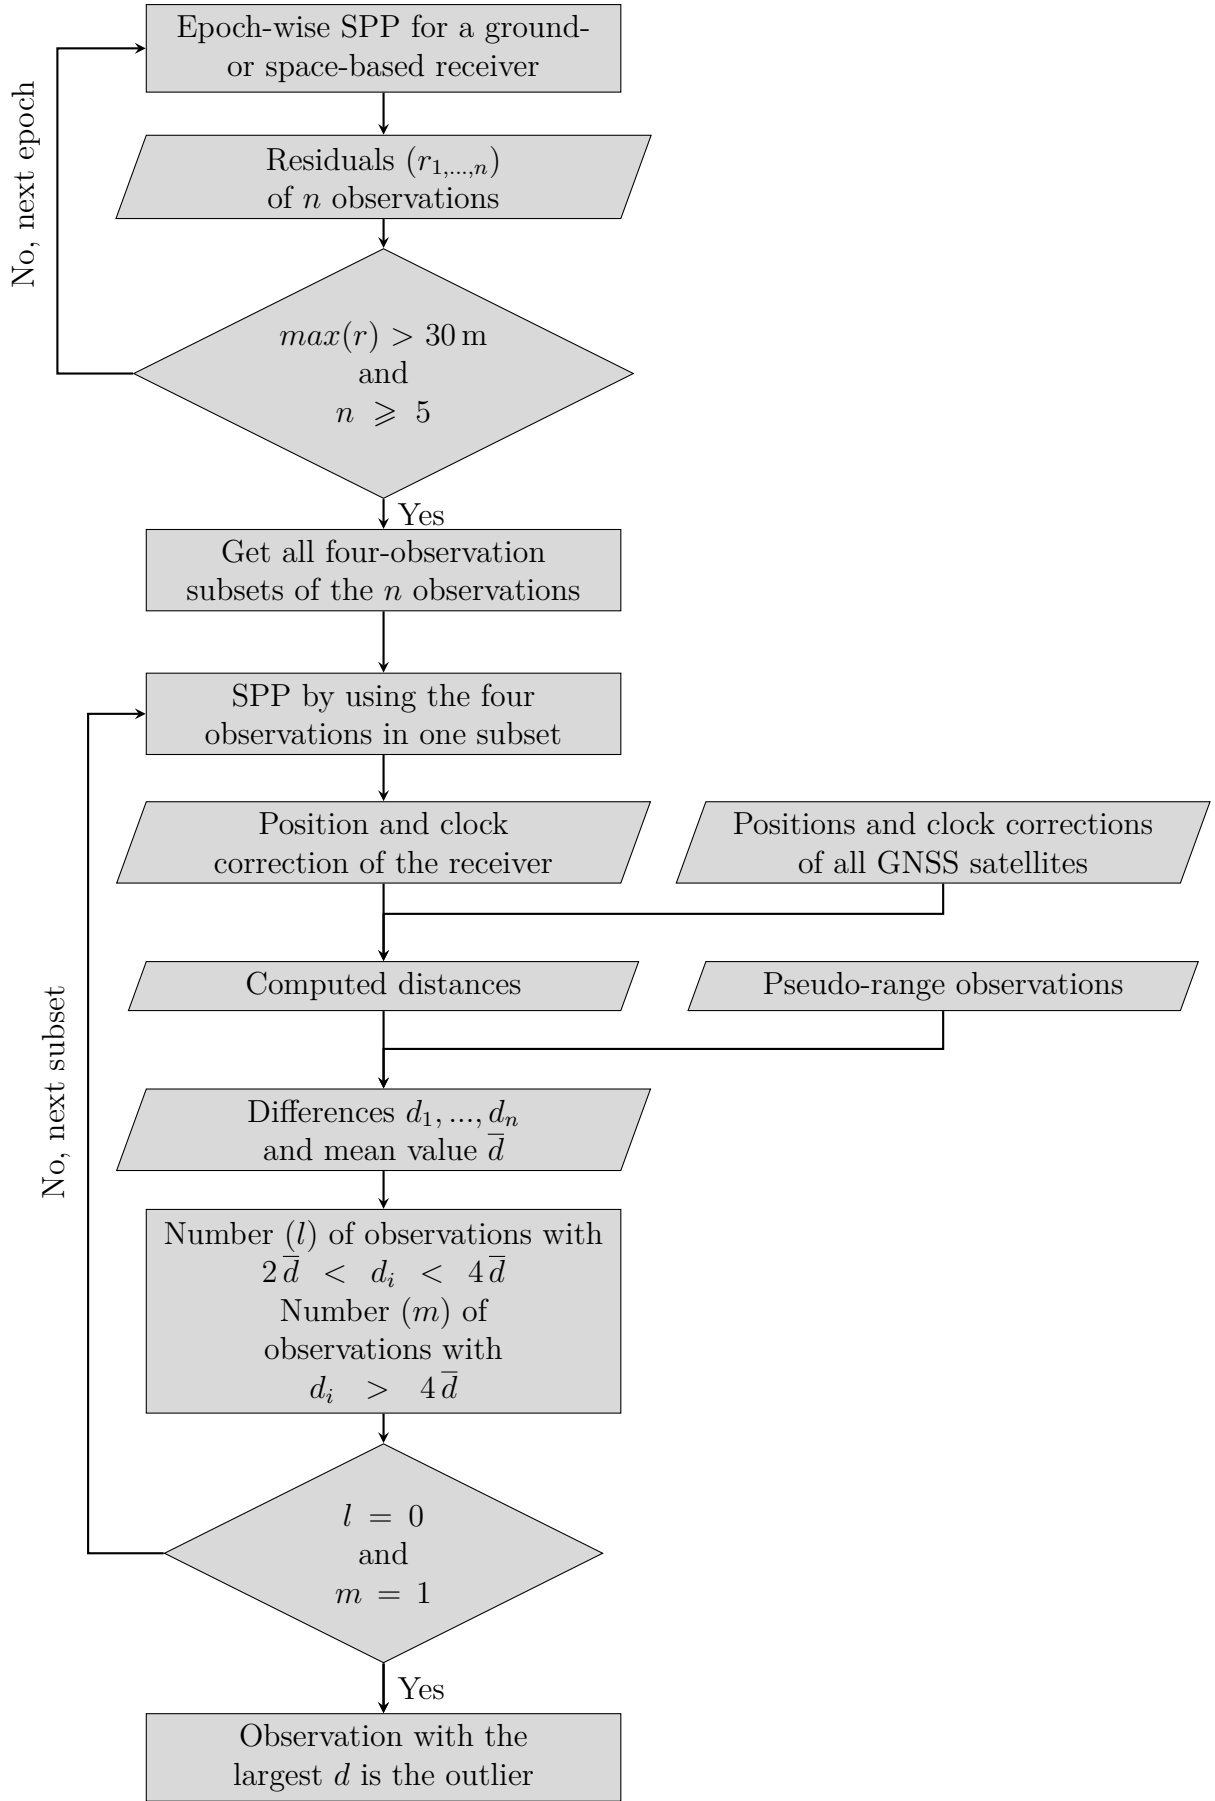 Epoch-wise SPP for a ground-
or space-based receiver
No, next epoch
Residuals (r₁,...,ₙ)
of n observations
max(r) > 30 m
and
n ⩾ 5
Yes
Get all four-observation
subsets of the n observations
SPP by using the four
observations in one subset
Position and clock
correction of the receiver
Positions and clock corrections
of all GNSS satellites
Computed distances
Pseudo-range observations
No, next subset
Differences d₁, ..., dₙ
and mean value d̅
Number (l) of observations with
2 d̅ < dᵢ < 4 d̅
Number (m) of
observations with
dᵢ > 4 d̅
l = 0
and
m = 1
Yes
Observation with the
largest d is the outlier